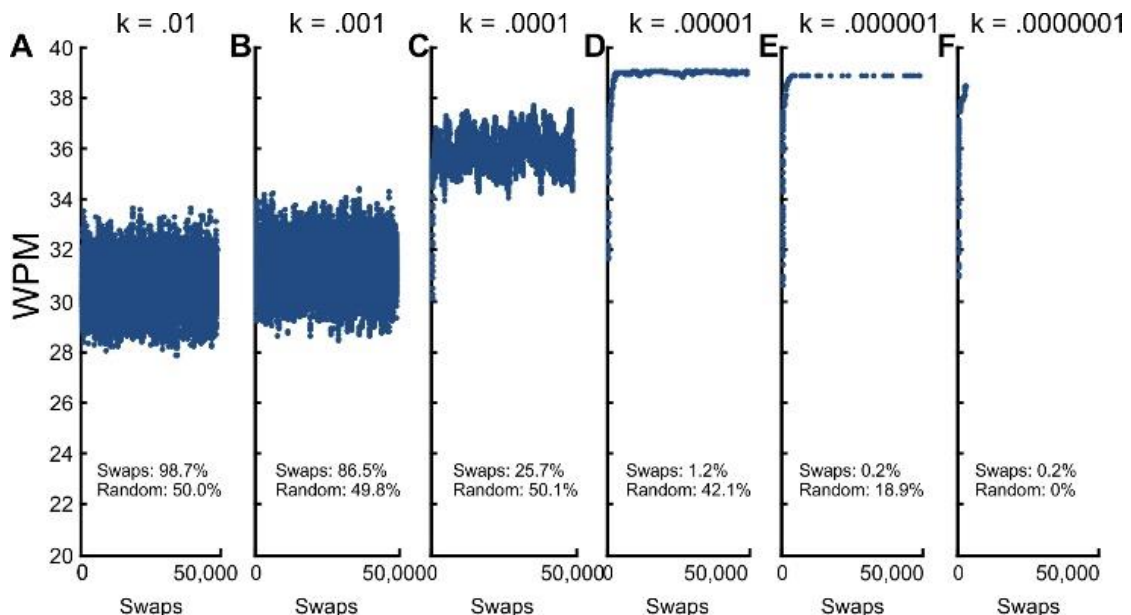 k = .01 k = .001 k = .0001 k = .00001 k = .000001 k = .0000001
A B C D E F
40
38
36
34
32
30
28
26
24
22
20
WPM
Swaps: 98.7% Swaps: 86.5% Swaps: 25.7% Swaps: 1.2% Swaps: 0.2% Swaps: 0.2%
Random: 50.0% Random: 49.8% Random: 50.1% Random: 42.1% Random: 18.9% Random: 0%
0 50,000 0 50,000 0 50,000 0 50,000 0 50,000 0 50,000
Swaps Swaps Swaps Swaps Swaps Swaps